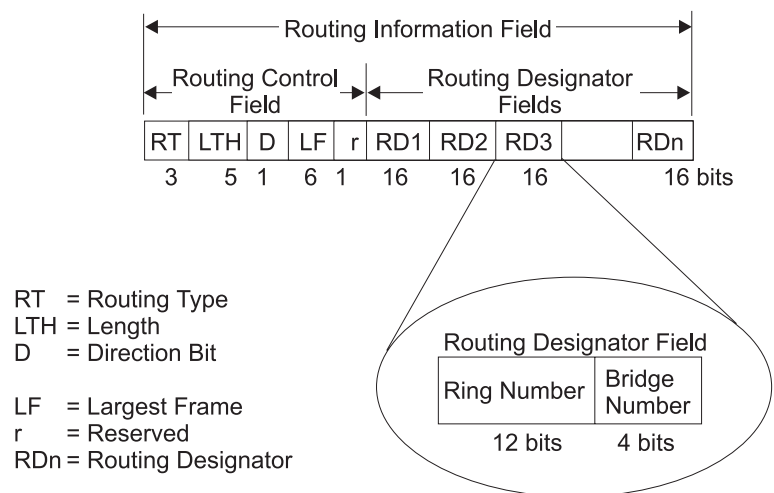 Routing Information Field
Routing Control Field
Routing Designator Fields
RT LTH D LF r RD1 RD2 RD3 RDn
3 5 1 6 1 16 16 16 16 bits
RT = Routing Type
LTH = Length
D = Direction Bit
LF = Largest Frame
r = Reserved
RDn = Routing Designator
Routing Designator Field
Ring Number
Bridge Number
12 bits 4 bits